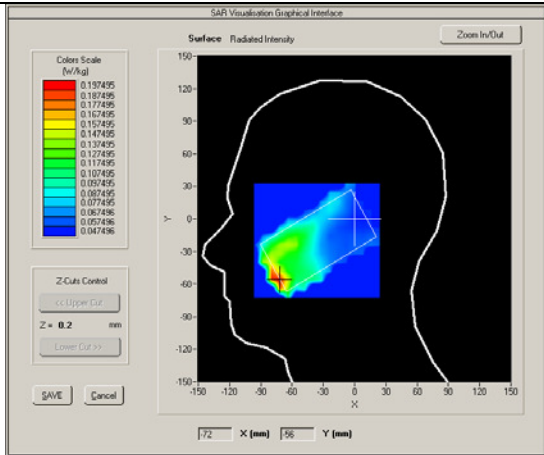 SAR Visualisation Graphical Interface
Surface Radiated Intensity
Zoom In/Out
Colors Scale
(W/kg)
0.197495
0.187495
0.177495
0.167495
0.157495
0.147495
0.137495
0.127495
0.117495
0.107495
0.097495
0.087495
0.077495
0.067496
0.057496
0.047496
Z-Cuts Control
<< Upper Cut
Z = 0.2 mm
Lower Cut >>
SAVE Cancel
150
120
90
60
30
0
-30
-60
-90
-120
-150
Y
-150 -120 -90 -60 -30 0 30 60 90 120 150
X
-72 X (mm) -56 Y (mm)